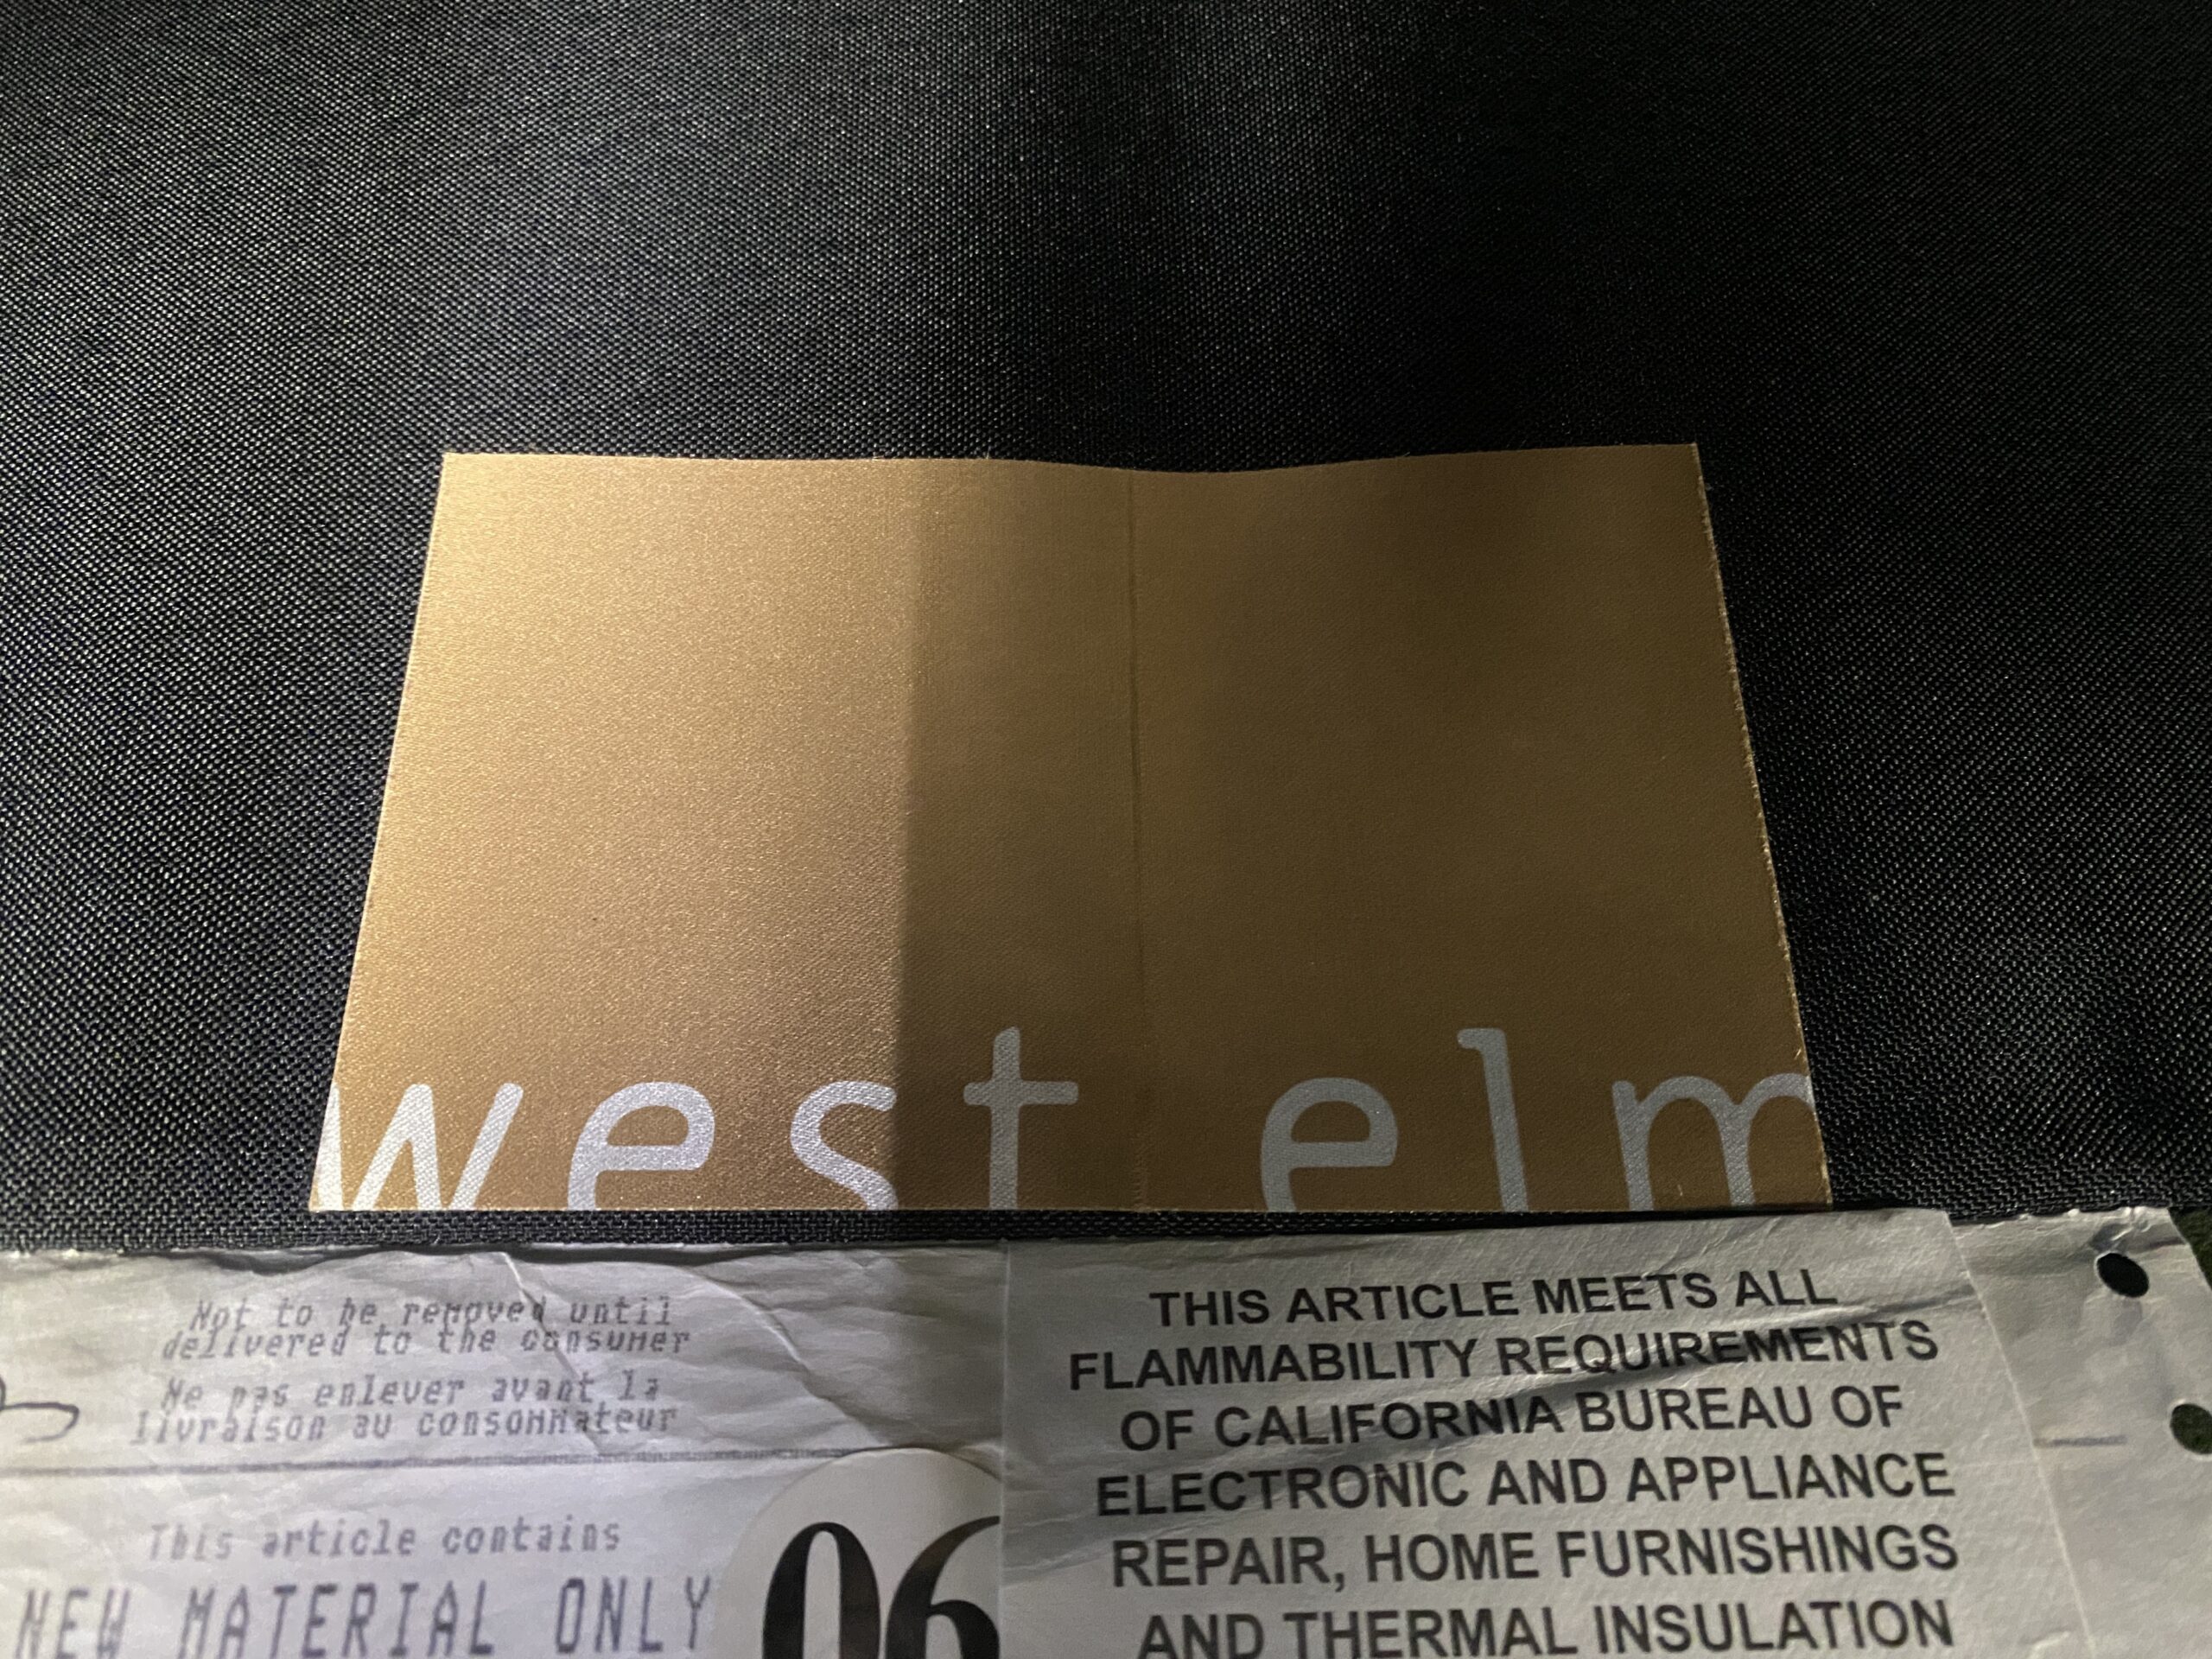 west elm
Not to be removed until
delivered to the consumer
Ne pas enlever avant la
livraison au consommateur
This article contains
NEW MATERIAL ONLY
06
THIS ARTICLE MEETS ALL
FLAMMABILITY REQUIREMENTS
OF CALIFORNIA BUREAU OF
ELECTRONIC AND APPLIANCE
REPAIR, HOME FURNISHINGS
AND THERMAL INSULATION